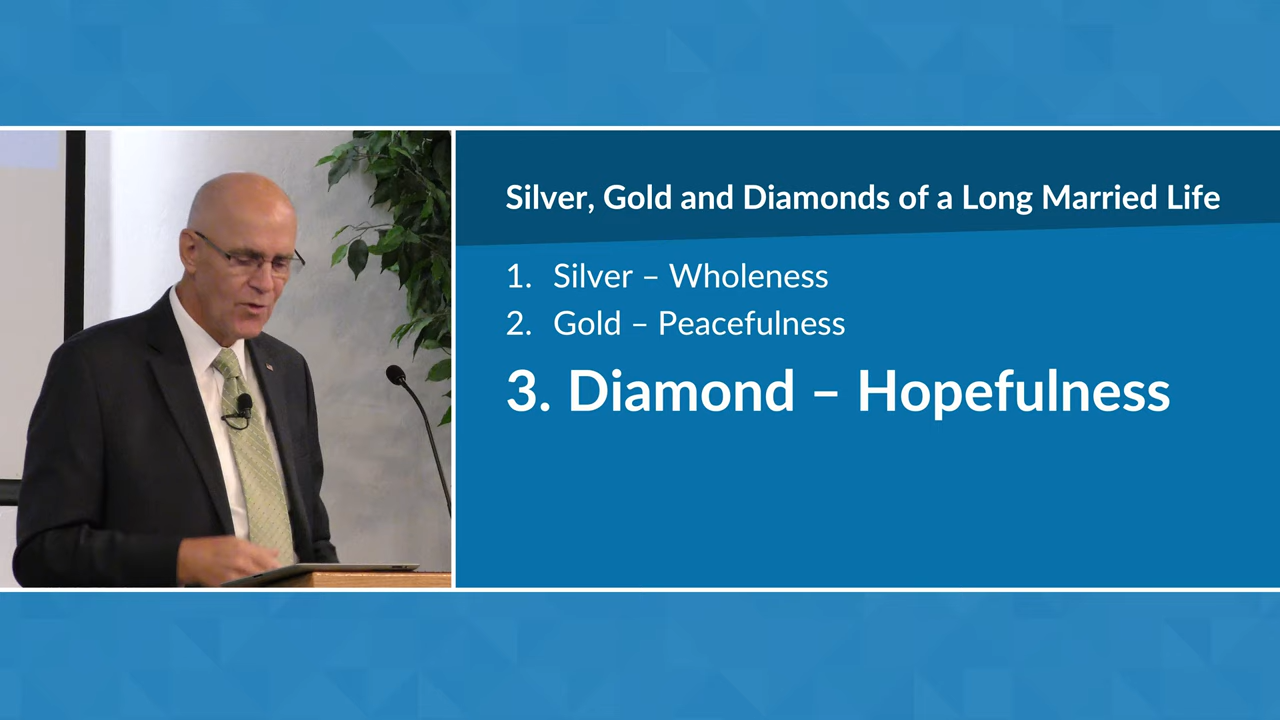 Silver, Gold and Diamonds of a Long Married Life
1. Silver – Wholeness
2. Gold – Peacefulness
3. Diamond – Hopefulness